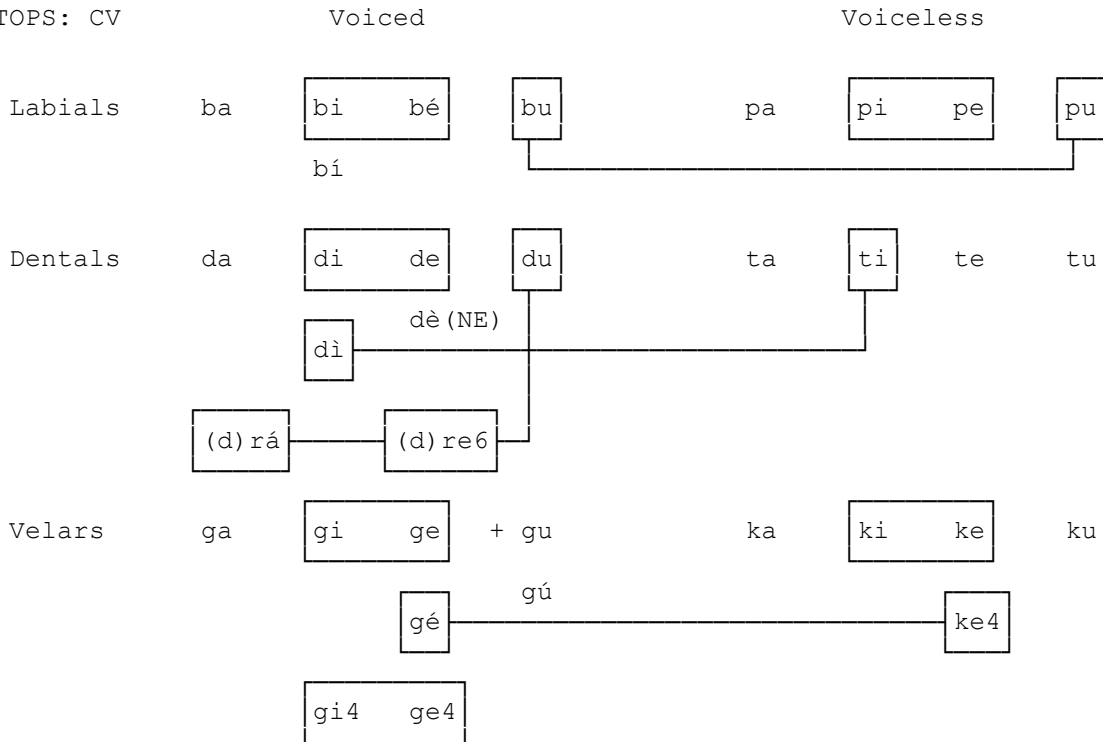 TOPS: CV Voiced Voiceless
Labials ba bi bé bu pa pi pe pu
bí
Dentals da di de du ta ti te tu
dè(NE)
dì
(d)rá (d)re6
Velars ga gi ge + gu ka ki ke ku
gú
gé ke4
gi4 ge4